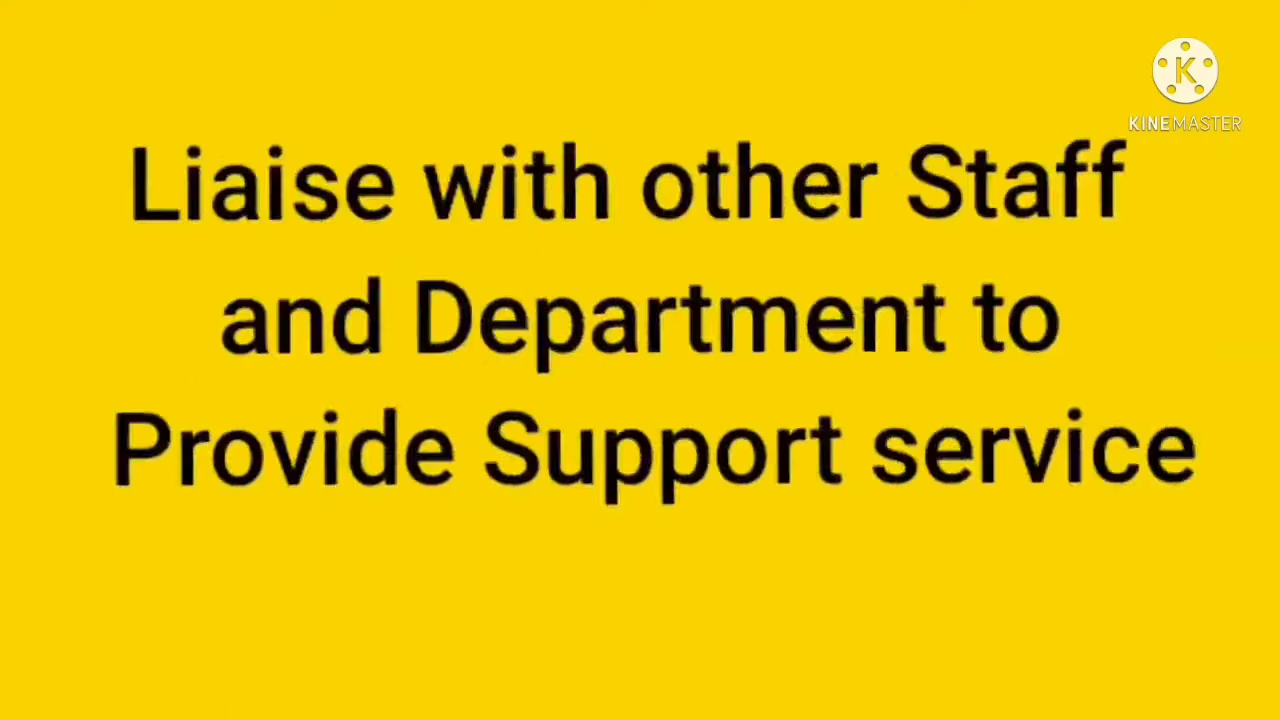 K
KINEMASTER
Liaise with other Staff
and Department to
Provide Support service